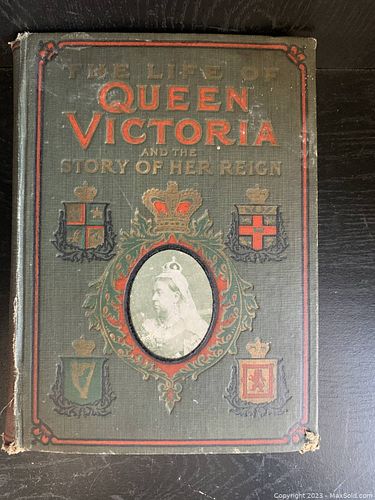 THE LIFE OF
QUEEN
VICTORIA
AND THE
STORY OF HER REIGN
Copyright 2023 - MaxSold.com